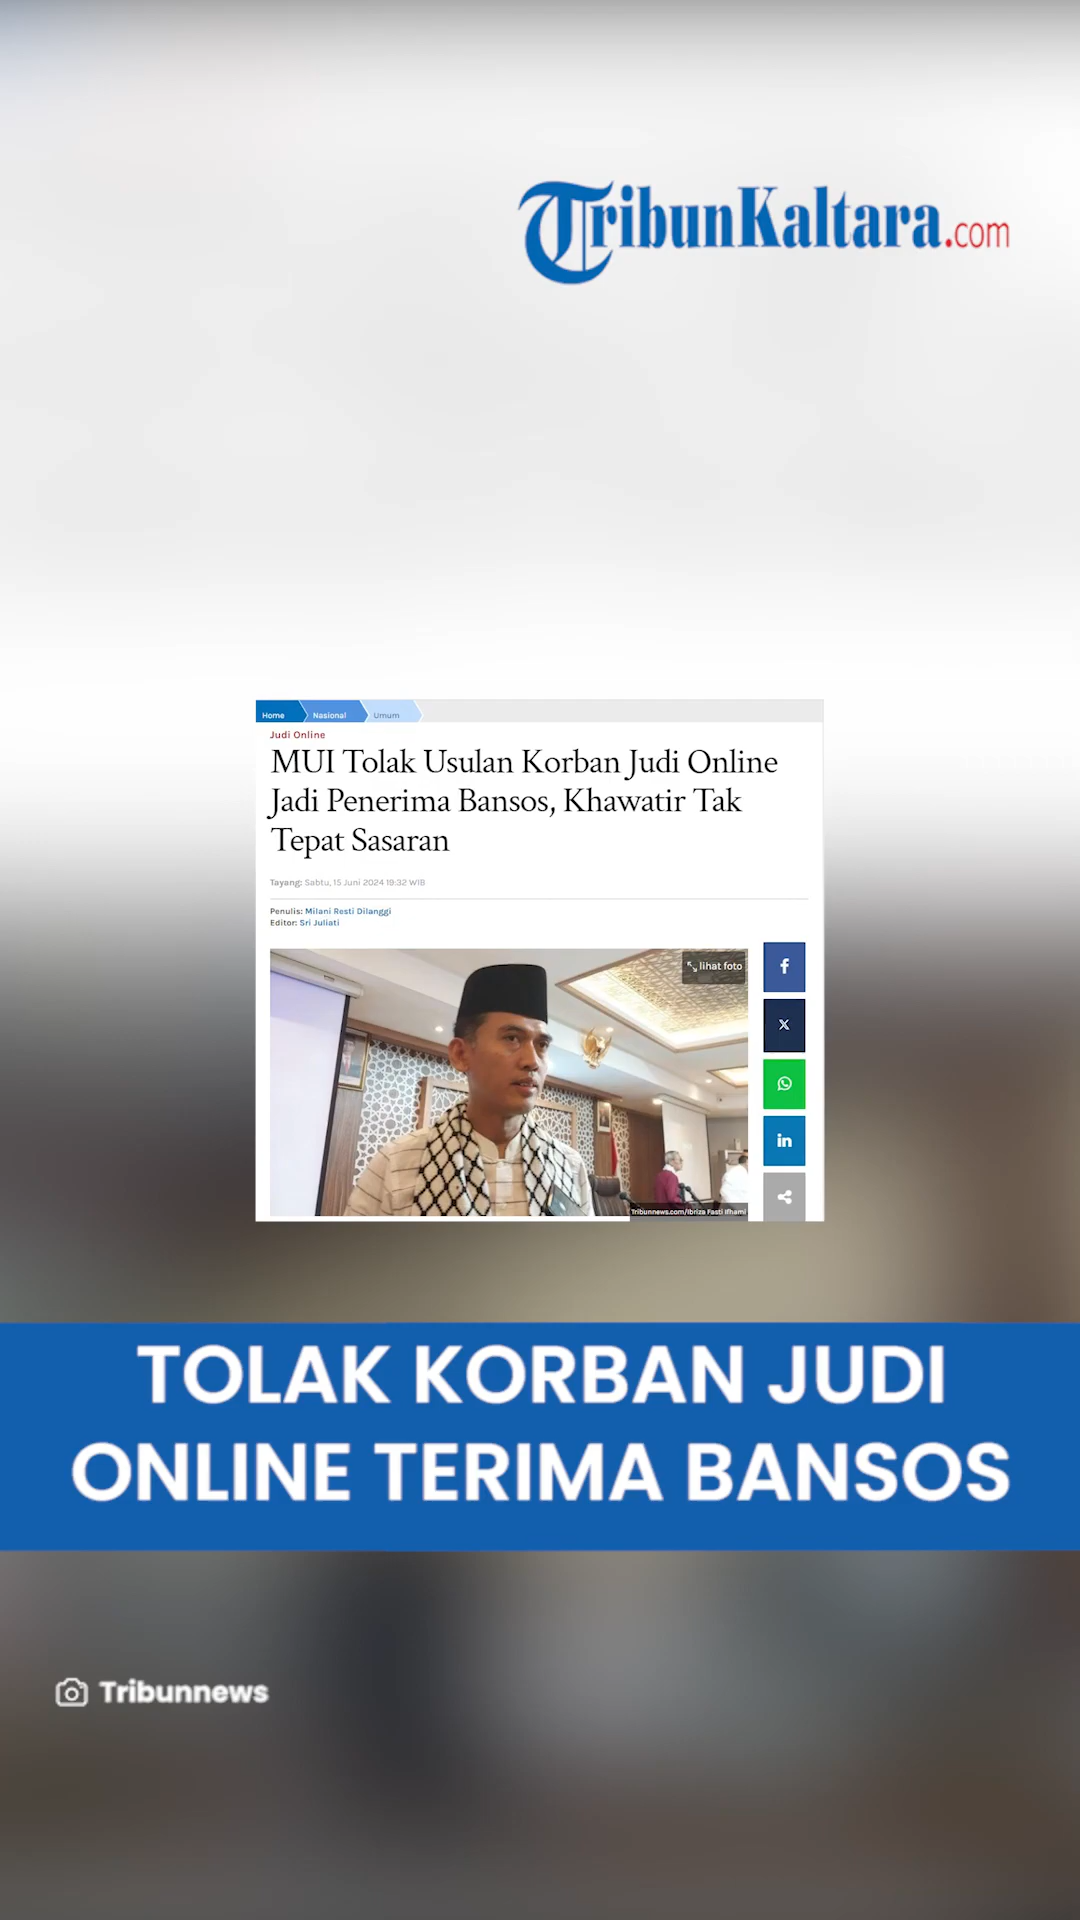 TribunKaltara.com
Home Nasional Umum
Judi Online
MUI Tolak Usulan Korban Judi Online
Jadi Penerima Bansos, Khawatir Tak
Tepat Sasaran
Tayang: Sabtu, 15 Juni 2024 19:32 WIB
Penulis: Milani Resti Dilanggi
Editor: Sri Juliati
lihat foto
Tribunnews.com/Ibriza Fasti Ifhami
TOLAK KORBAN JUDI
ONLINE TERIMA BANSOS
Tribunnews